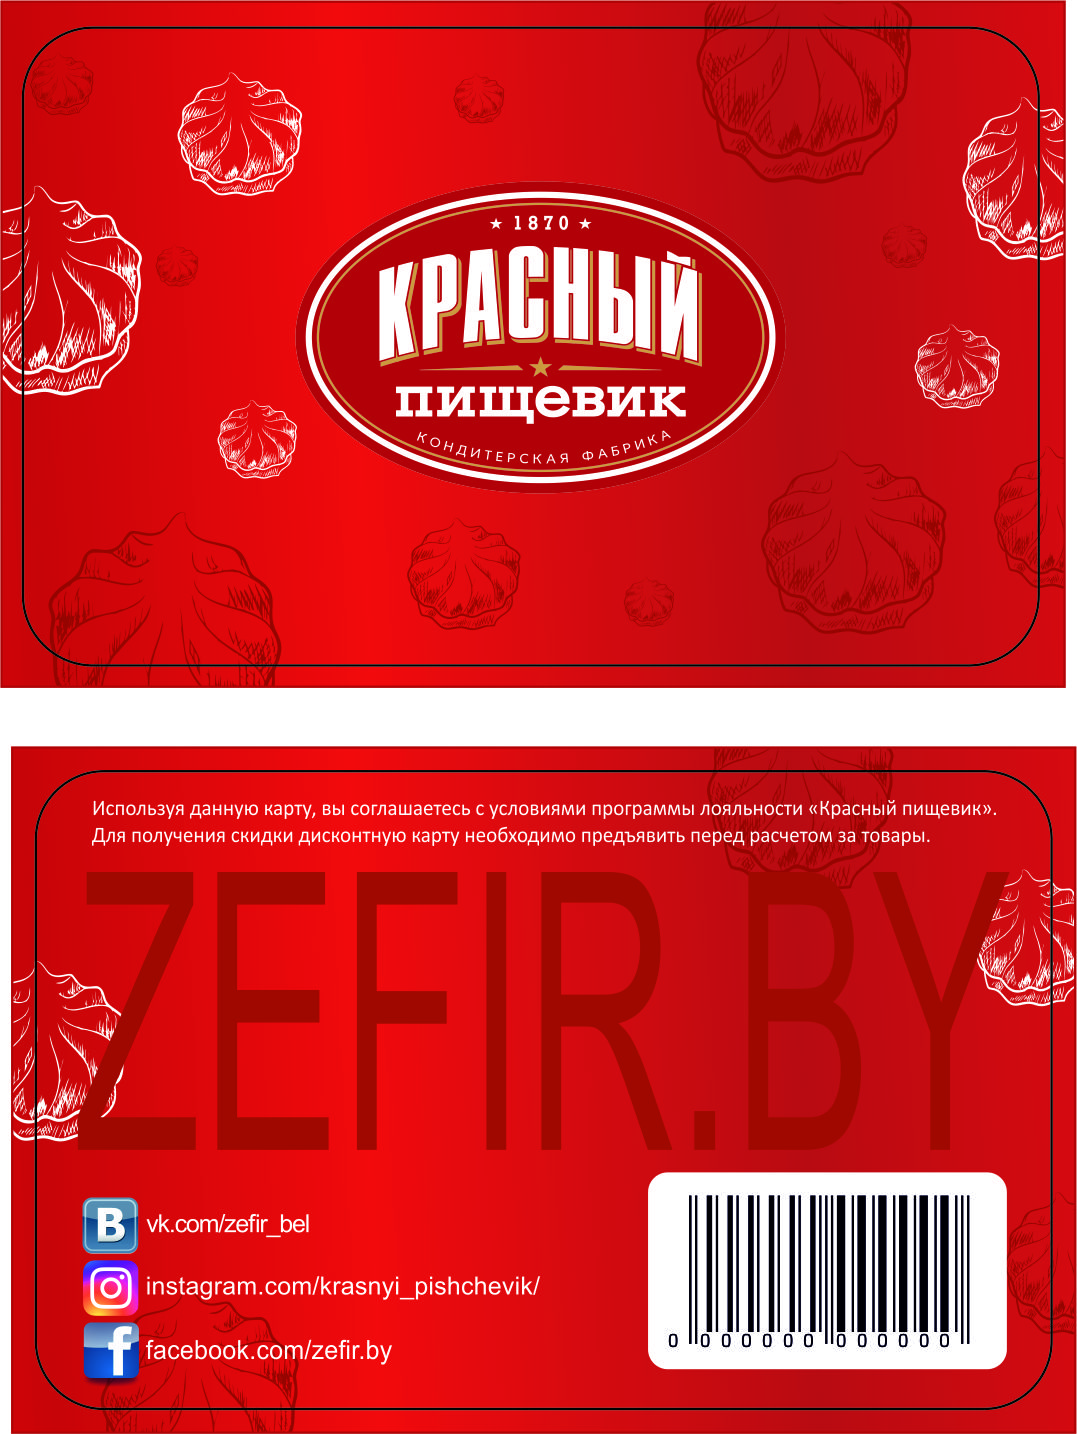 1870
КРАСНЫЙ
пищевик
КОНДИТЕРСКАЯ ФАБРИКА
Используя данную карту, вы соглашаетесь с условиями программы лояльности «Красный пищевик».
Для получения скидки дисконтную карту необходимо предъявить перед расчетом за товары.
ZEFIR.BY
vk.com/zefir_bel
instagram.com/krasnyi_pishchevik/
facebook.com/zefir.by
0 000000 000000